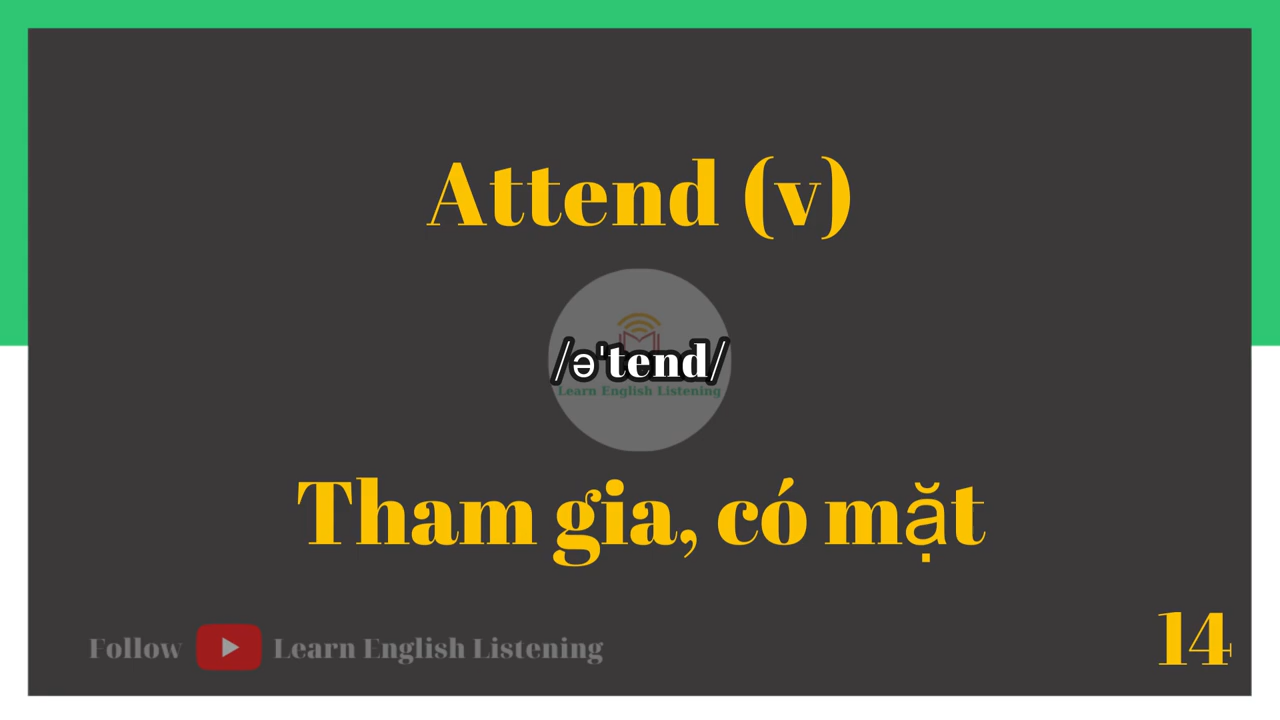 Attend (v)
/ə'tend/
Learn English Listening
Tham gia, có mặt
Follow Learn English Listening
14